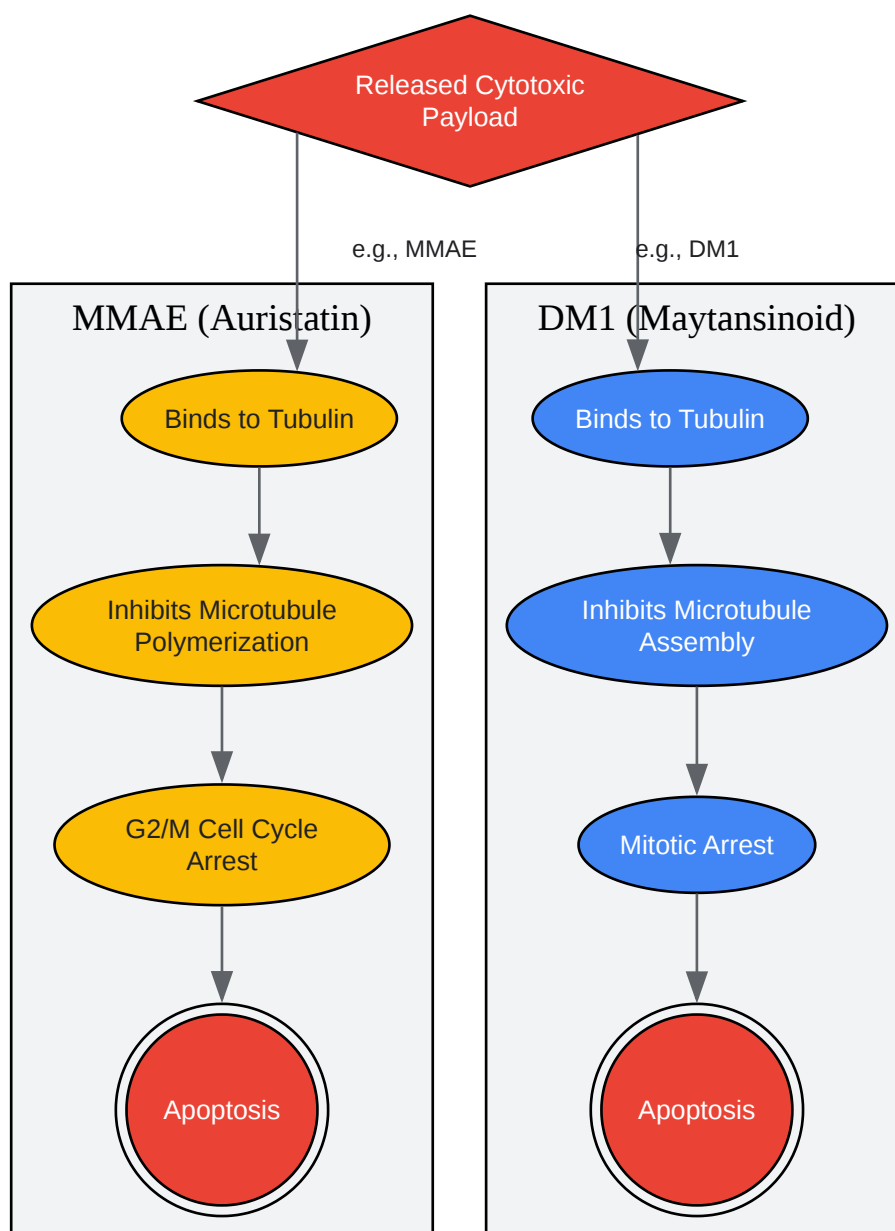 Released Cytotoxic
Payload
e.g., MMAE
e.g., DM1
MMAE (Auristatin)
DM1 (Maytansinoid)
Binds to Tubulin
Binds to Tubulin
Inhibits Microtubule
Polymerization
Inhibits Microtubule
Assembly
G2/M Cell Cycle
Arrest
Mitotic Arrest
Apoptosis
Apoptosis